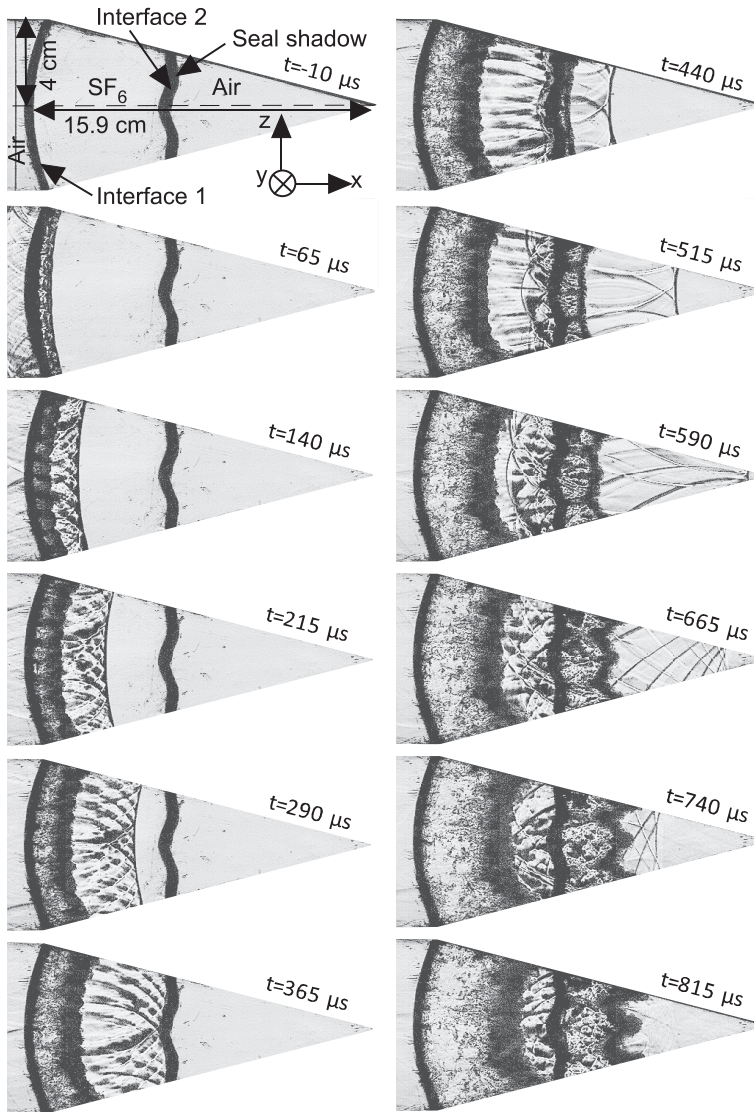 Interface 2
Seal shadow
t=-10 µs
4 cm
SF6
Air
15.9 cm
Air
z
y
x
Interface 1
t=65 µs
t=140 µs
t=215 µs
t=290 µs
t=365 µs
t=440 µs
t=515 µs
t=590 µs
t=665 µs
t=740 µs
t=815 µs